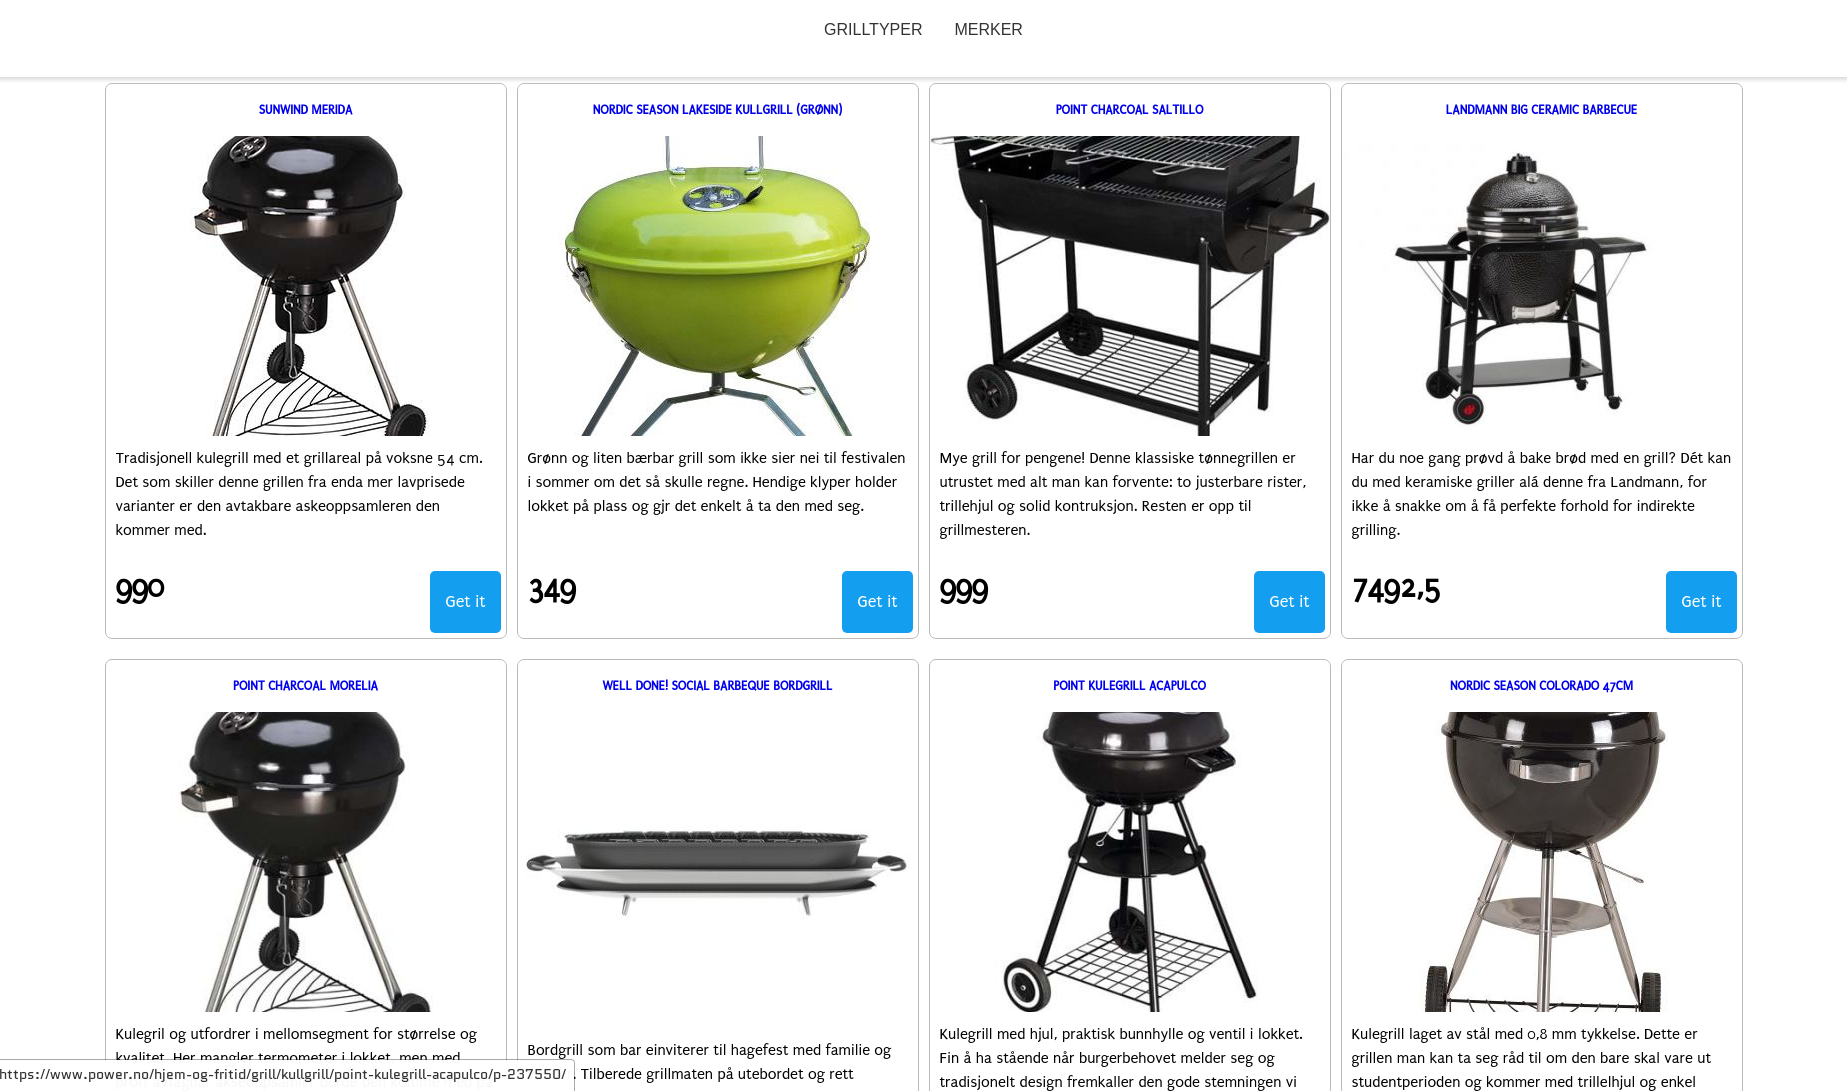 GRILLTYPER MERKER
SUNWIND MERIDA
Tradisjonell kulegrill med et grillareal på voksne 54 cm.
Det som skiller denne grillen fra enda mer lavprisede
varianter er den avtakbare askeoppsamleren den
kommer med.
990
Get it
NORDIC SEASON LAKESIDE KULLGRILL (GRØNN)
Grønn og liten bærbar grill som ikke sier nei til festivalen
i sommer om det så skulle regne. Hendige klyper holder
lokket på plass og gjr det enkelt å ta den med seg.
349
Get it
POINT CHARCOAL SALTILLO
Mye grill for pengene! Denne klassiske tønnegrillen er
utrustet med alt man kan forvente: to justerbare rister,
trillehjul og solid kontruksjon. Resten er opp til
grillmesteren.
999
Get it
LANDMANN BIG CERAMIC BARBECUE
Har du noe gang prøvd å bake brød med en grill? Dét kan
du med keramiske griller alá denne fra Landmann, for
ikke å snakke om å få perfekte forhold for indirekte
grilling.
7492,5
Get it
POINT CHARCOAL MORELIA
Kulegril og utfordrer i mellomsegment for størrelse og
kvalitet. Her mangler termometer i lokket, men med
WELL DONE! SOCIAL BARBEQUE BORDGRILL
Bordgrill som bar einviterer til hagefest med familie og
. Tilberede grillmaten på utebordet og rett
POINT KULEGRILL ACAPULCO
Kulegrill med hjul, praktisk bunnhylle og ventil i lokket.
Fin å ha stående når burgerbehovet melder seg og
tradisjonelt design fremkaller den gode stemningen vi
NORDIC SEASON COLORADO 47CM
Kulegrill laget av stål med 0,8 mm tykkelse. Dette er
grillen man kan ta seg råd til om den bare skal vare ut
studentperioden og kommer med trillelhjul og enkel
https://www.power.no/hjem-og-fritid/grill/kullgrill/point-kulegrill-acapulco/p-237550/